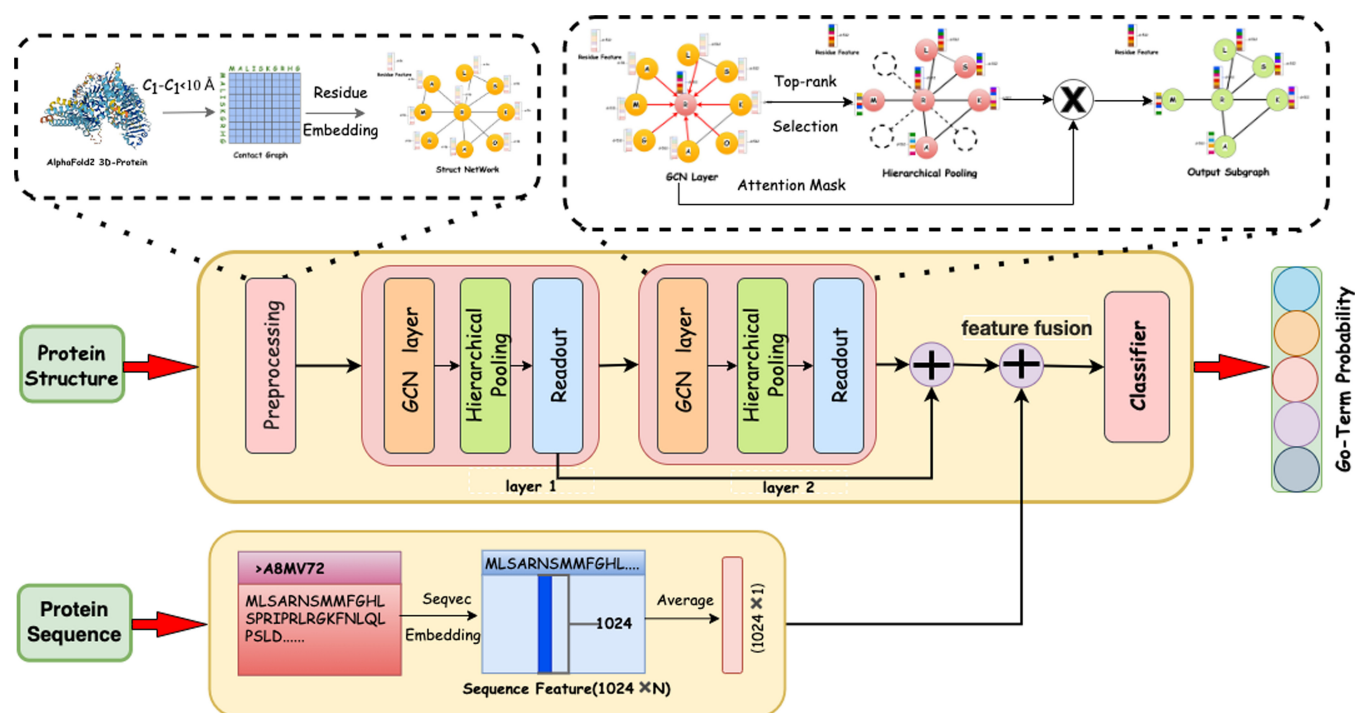 C1-C1<10 Å
M A L I S K G R H G
M A L I S K G R H G
Residue
Embedding
AlphaFold2 3D-Protein
Contact Graph
Residue Feature
Struct NetWork
A
L
S
M
R
E
G
A
Residue Feature
A
L
S
M
R
E
G
A
GCN Layer
Top-rank
Selection
Attention Mask
Residue Feature
L
S
M
R
E
A
Hierarchical Pooling
X
Residue Feature
L
S
M
R
E
A
Output Subgraph
Protein
Structure
Preprocessing
GCN layer
Hierarchical
Pooling
Readout
layer 1
GCN layer
Hierarchical
Pooling
Readout
layer 2
+
feature fusion
+
Classifier
Go-Term Probability
Protein
Sequence
>A8MV72
MLSARNSMMFGHL
SPRIPRLRGKFNLQL
PSLD......
Seqvec
Embedding
MLSARNSMMFGHL....
1024
Sequence Feature(1024 ×N)
Average
(1024 ×1)